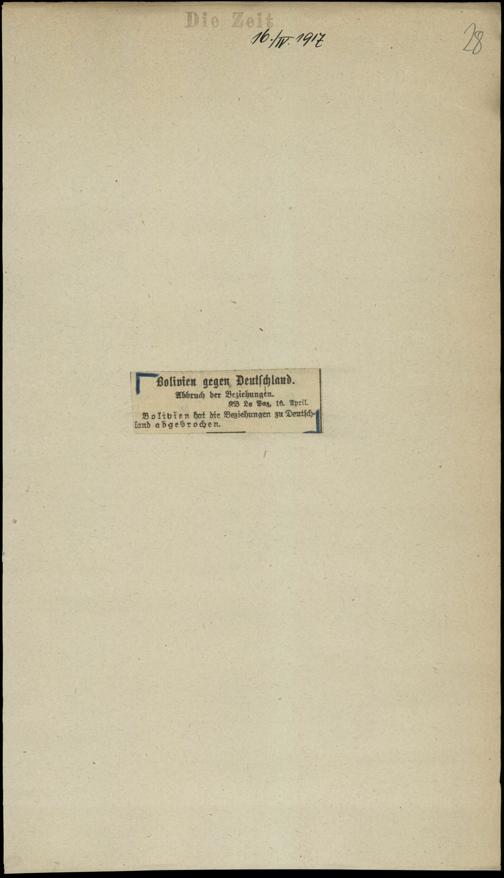 Die Zeit
16./IV. 1917
28
Bolivien gegen Deutschland.
Abbruch der Beziehungen.
KB La Paz, 16. April.
Bolivien hat die Beziehungen zu Deutsch-
land abgebrochen.